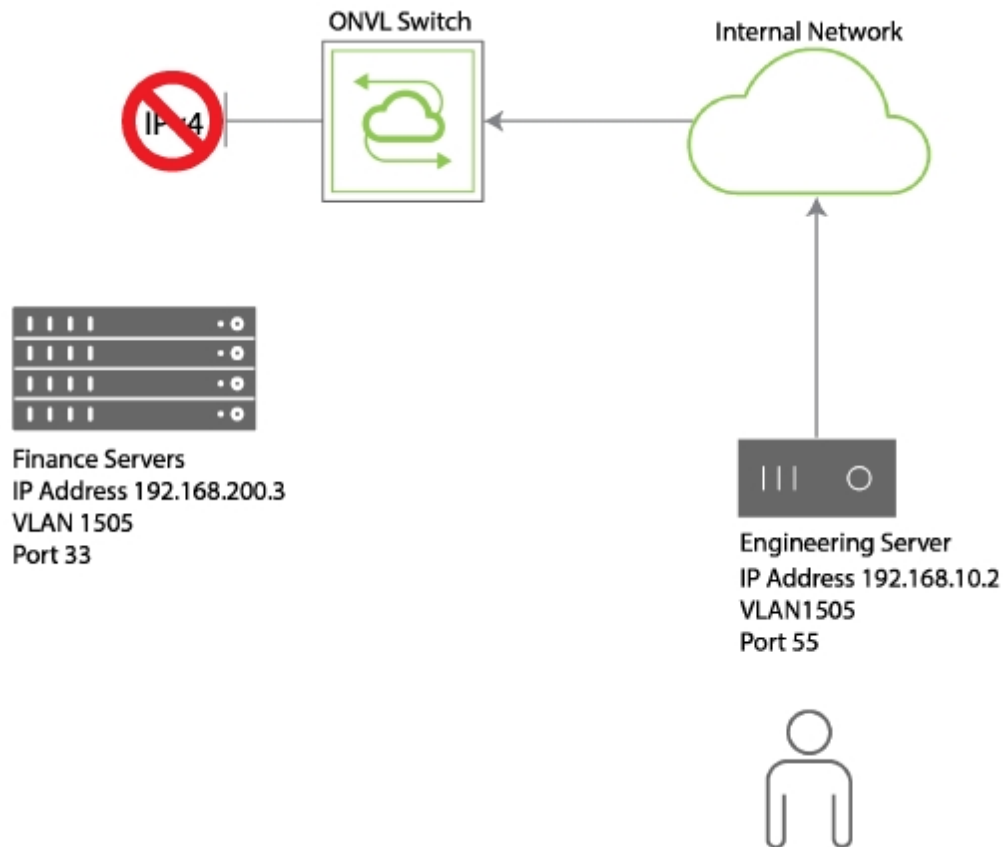 ONVL Switch
Internal Network
IPv4
Finance Servers
IP Address 192.168.200.3
VLAN 1505
Port 33
Engineering Server
IP Address 192.168.10.2
VLAN1505
Port 55